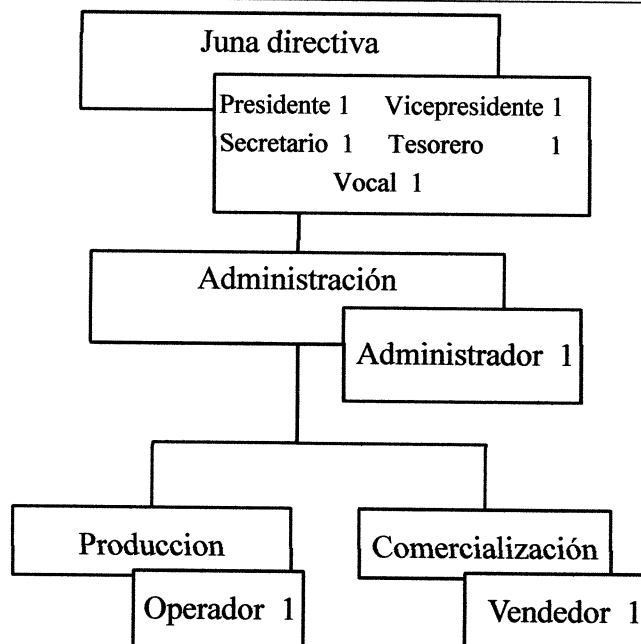 Juna directiva
Presidente 1 Vicepresidente 1
Secretario 1 Tesorero 1
Vocal 1
Administración
Administrador 1
Produccion
Comercialización
Operador 1
Vendedor 1